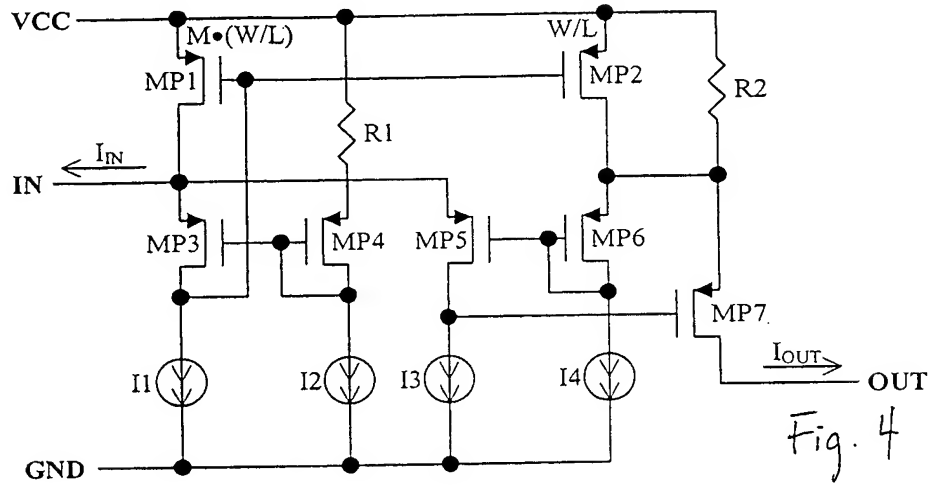 VCC
M•(W/L)
W/L
MP1
MP2
R2
R1
I_IN
IN
MP3
MP4
MP5
MP6
MP7
I1
I2
I3
I4
I_OUT
OUT
GND
Fig. 4